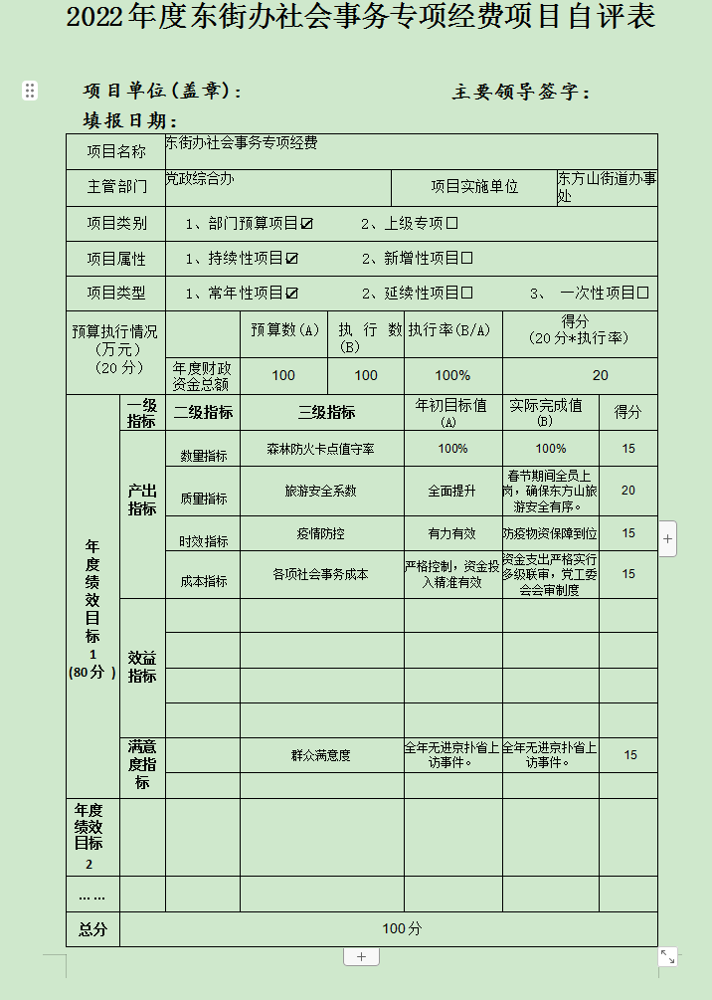 2022年度东街办社会事务专项经费项目自评表
项目单位(盖章): 主要领导签字:
填报日期:
项目名称 东街办社会事务专项经费
主管部门 党政综合办 项目实施单位 东方山街道办事
处
项目类别 1、部门预算项目☑ 2、上级专项□
项目属性 1、持续性项目☑ 2、新增性项目□
项目类型 1、常年性项目☑ 2、延续性项目□ 3、 一次性项目□
预算执行情况
(万元)
(20分)
预算数(A) 执行数
(B)
执行率(B/A) 得分
(20分*执行率)
年度财政
资金总额
100 100 100% 20
年
度
绩
效
目
标
1
(80分 )
一级
指标
二级指标 三级指标 年初目标值
(A)
实际完成值
(B)
得分
产出
指标
数量指标 森林防火卡点值守率 100% 100% 15
质量指标 旅游安全系数 全面提升 春节期间全员上
岗，确保东方山旅
游安全有序。
20
时效指标 疫情防控 有力有效 防疫物资保障到位 15
成本指标 各项社会事务成本 严格控制，资金投
入精准有效
资金支出严格实行
多级联审，党工委
会会审制度
15
效益
指标
满意
度指
标
群众满意度 全年无进京扑省上
访事件。
全年无进京扑省上
访事件。
15
年度
绩效
目标
2
……
总分 100分